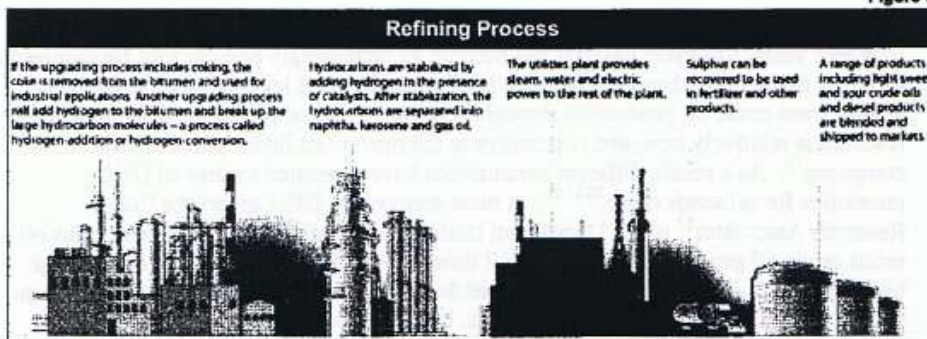 Figure
Refining Process
If the upgrading process includes coking, the
coke is removed from the bitumen and used for
industrial applications. Another upgrading process
will add hydrogen to the bitumen and break up the
large hydrocarbon molecules – a process called
hydrogen-addition or hydrogen-conversion.
Hydrocarbons are stabilized by
adding hydrogen in the presence
of catalysts. After stabilization, the
hydrocarbons are separated into
naphtha, kerosene and gas oil.
The utilities plant provides
steam, water and electric
power to the rest of the plant.
Sulphur can be
recovered to be used
in fertilizer and other
products.
A range of products
including light sweet
and sour crude oils
and diesel products
are blended and
shipped to markets